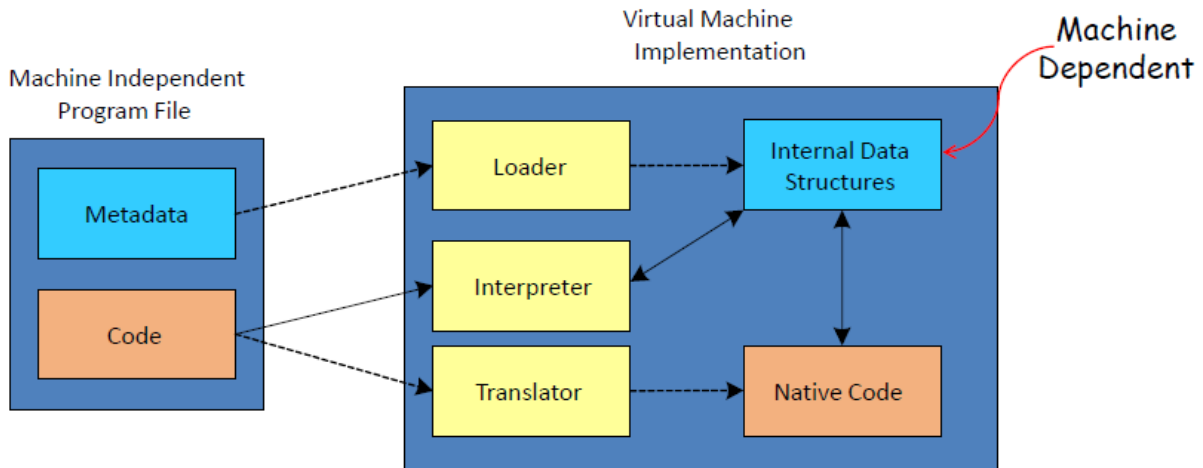 Virtual Machine
Implementation
Machine
Dependent
Machine Independent
Program File
Metadata
Code
Loader
Interpreter
Translator
Internal Data
Structures
Native Code